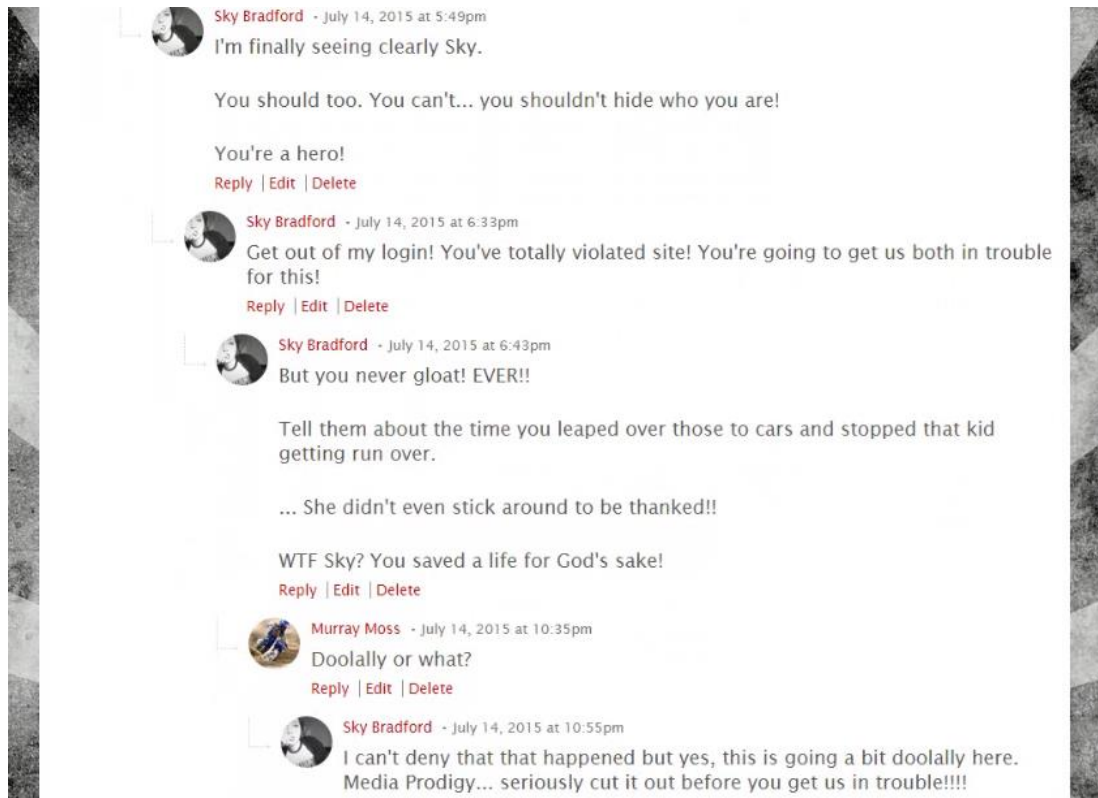 Sky Bradford - July 14, 2015 at 5:49pm
I'm finally seeing clearly Sky.
You should too. You can't... you shouldn't hide who you are!
You're a hero!
Reply | Edit | Delete
Sky Bradford - July 14, 2015 at 6:33pm
Get out of my login! You've totally violated site! You're going to get us both in trouble
for this!
Reply | Edit | Delete
Sky Bradford - July 14, 2015 at 6:43pm
But you never gloat! EVER!!
Tell them about the time you leaped over those to cars and stopped that kid
getting run over.
... She didn't even stick around to be thanked!!
WTF Sky? You saved a life for God's sake!
Reply | Edit | Delete
Murray Moss - July 14, 2015 at 10:35pm
Doolally or what?
Reply | Edit | Delete
Sky Bradford - July 14, 2015 at 10:55pm
I can't deny that that happened but yes, this is going a bit doolally here.
Media Prodigy... seriously cut it out before you get us in trouble!!!!